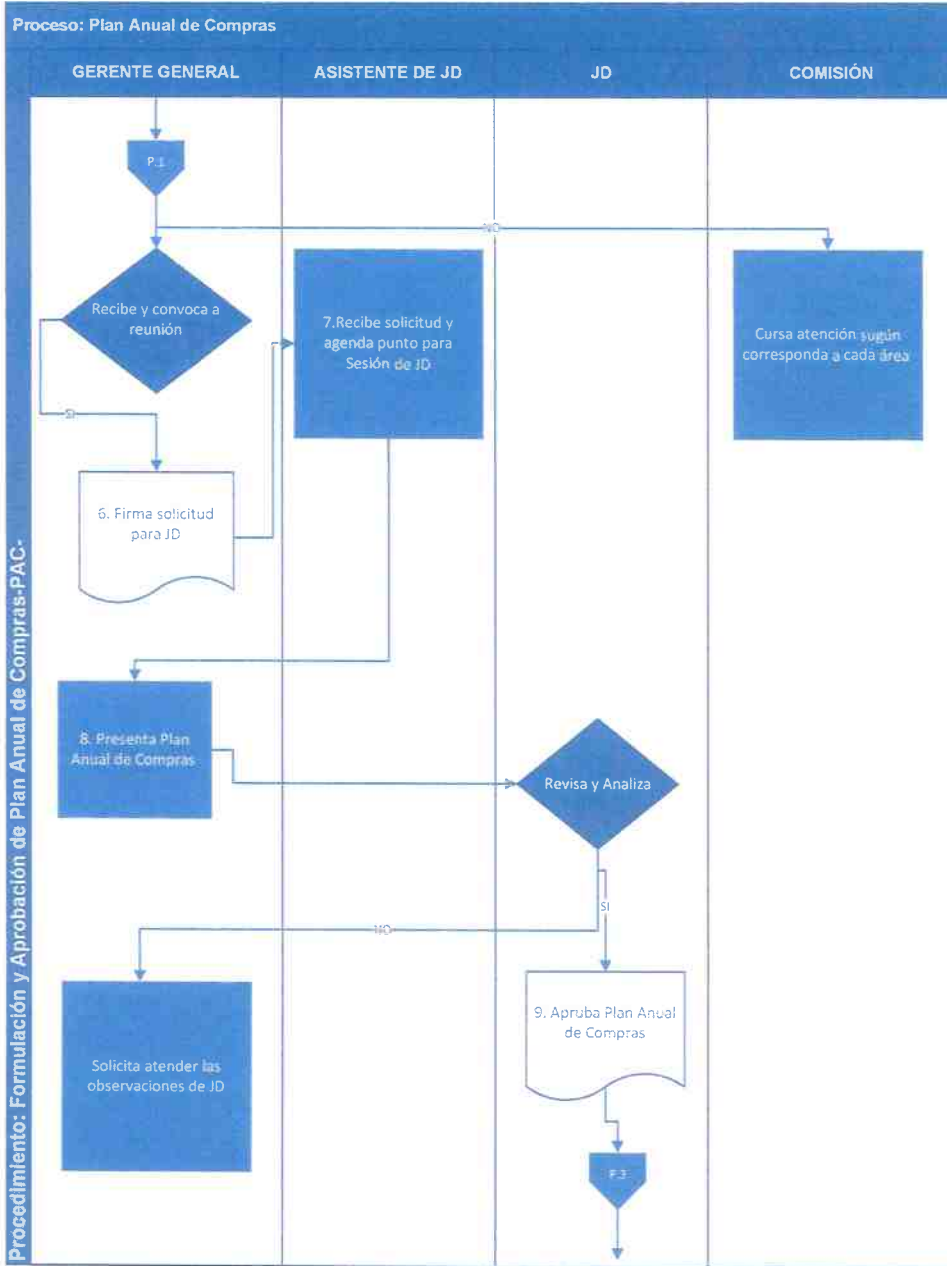 Proceso: Plan Anual de Compras
GERENTE GENERAL
ASISTENTE DE JD
JD
COMISIÓN
Procedimiento: Formulación y Aprobación de Plan Anual de Compras-PAC-
P.1
NO
Recibe y convoca a
reunión
7.Recibe solicitud y
agenda punto para
Sesión de JD
Cursa atención sugún
corresponda a cada área
SI
6. Firma solicitud
para JD
8. Presenta Plan
Anual de Compras
Revisa y Analiza
SI
NO
9. Aprueba Plan Anual
de Compras
Solicita atender las
observaciones de JD
P.3